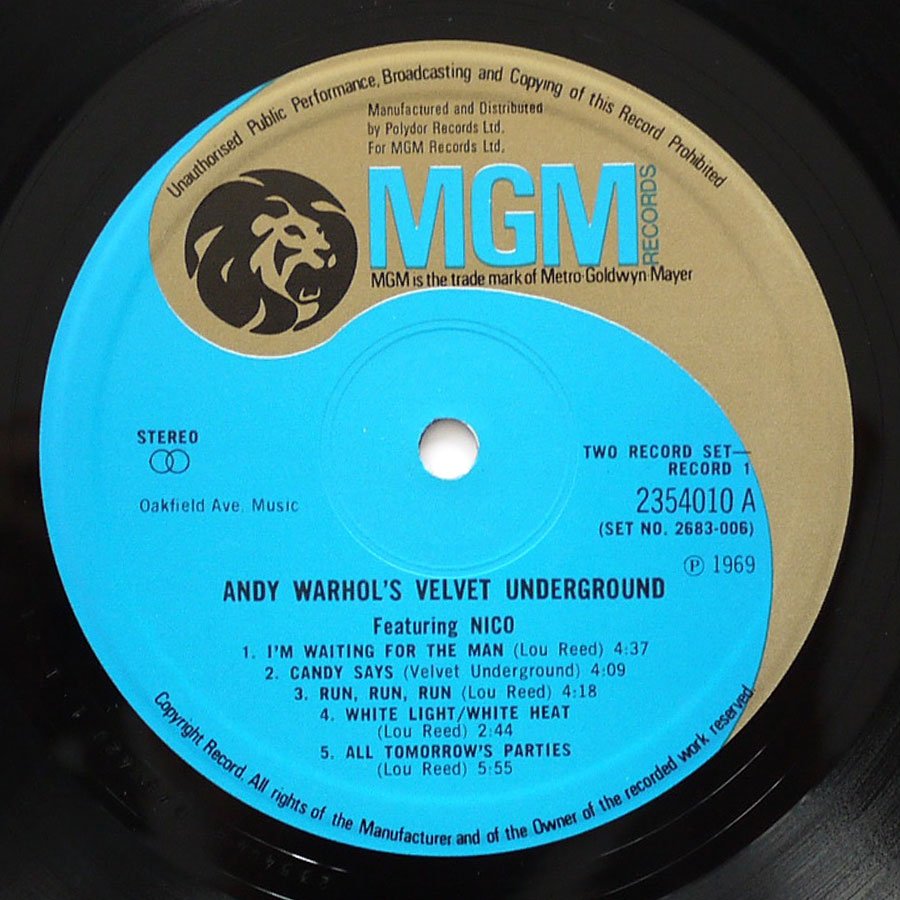 Unauthorised Public Performance, Broadcasting and Copying of this Record Prohibited
Manufactured and Distributed
by Polydor Records Ltd.
For MGM Records Ltd.
MGM
RECORDS
MGM is the trade mark of Metro-Goldwyn-Mayer
STEREO
Oakfield Ave. Music
TWO RECORD SET—
RECORD 1
2354010 A
(SET NO. 2683-006)
℗ 1969
ANDY WARHOL'S VELVET UNDERGROUND
Featuring NICO
1. I'M WAITING FOR THE MAN (Lou Reed) 4:37
2. CANDY SAYS (Velvet Underground) 4:09
3. RUN, RUN, RUN (Lou Reed) 4:18
4. WHITE LIGHT/WHITE HEAT
(Lou Reed) 2:44
5. ALL TOMORROW'S PARTIES
(Lou Reed) 5:55
Copyright Record. All rights of the Manufacturer and of the Owner of the recorded work reserved.